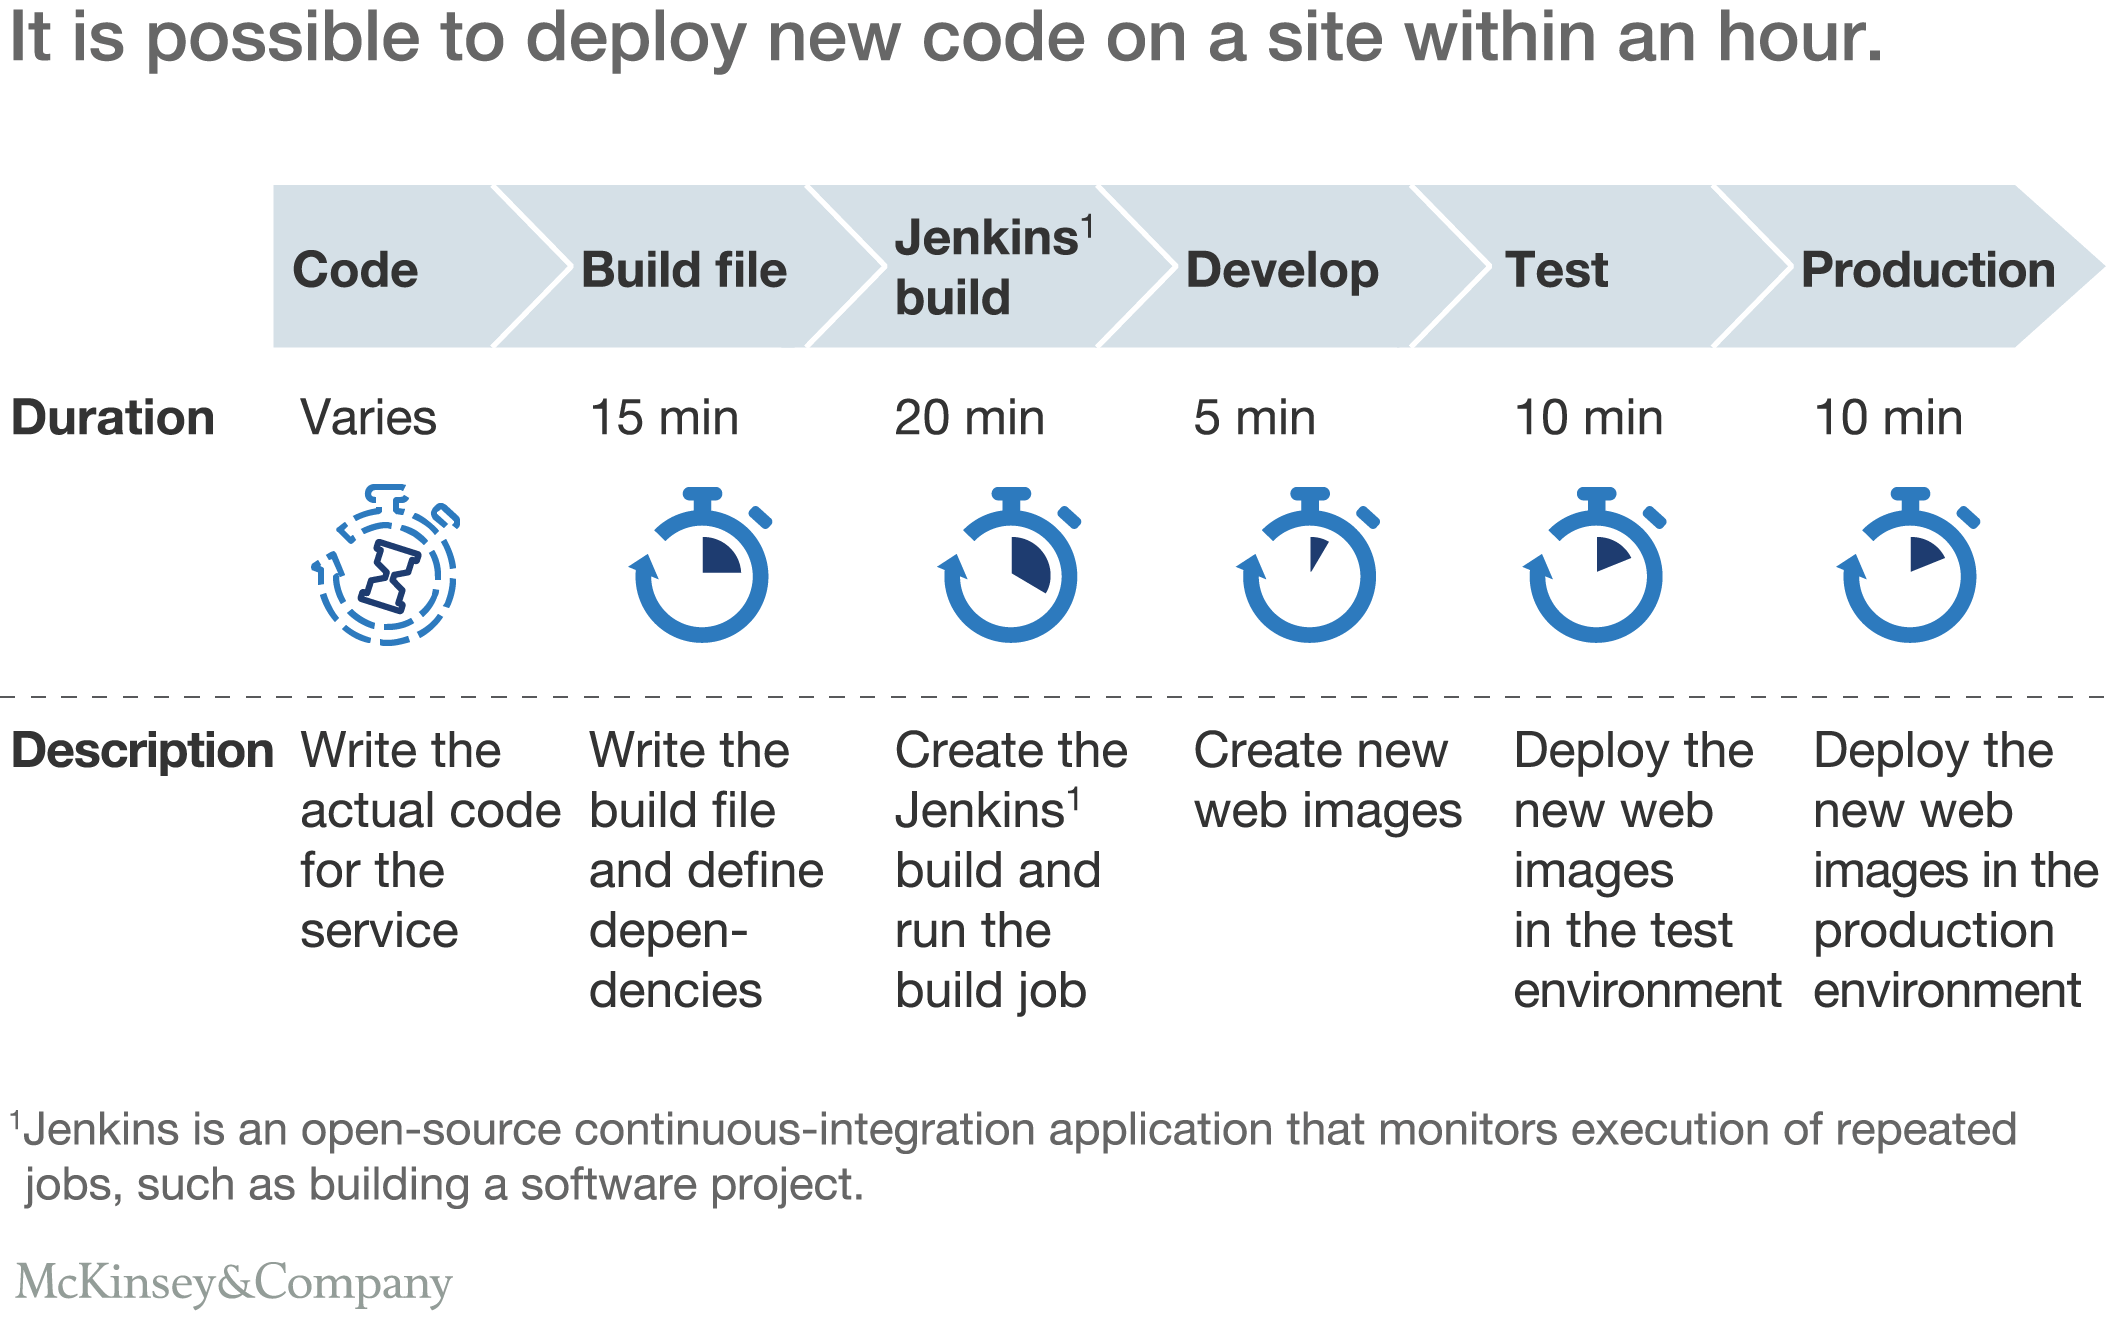 It is possible to deploy new code on a site within an hour.
Code
Build file
Jenkins¹
build
Develop
Test
Production
Duration
Varies
15 min
20 min
5 min
10 min
10 min
Description
Write the
actual code
for the
service
Write the
build file
and define
depen-
dencies
Create the
Jenkins¹
build and
run the
build job
Create new
web images
Deploy the
new web
images
in the test
environment
Deploy the
new web
images in the
production
environment
¹Jenkins is an open-source continuous-integration application that monitors execution of repeated
jobs, such as building a software project.
McKinsey&Company